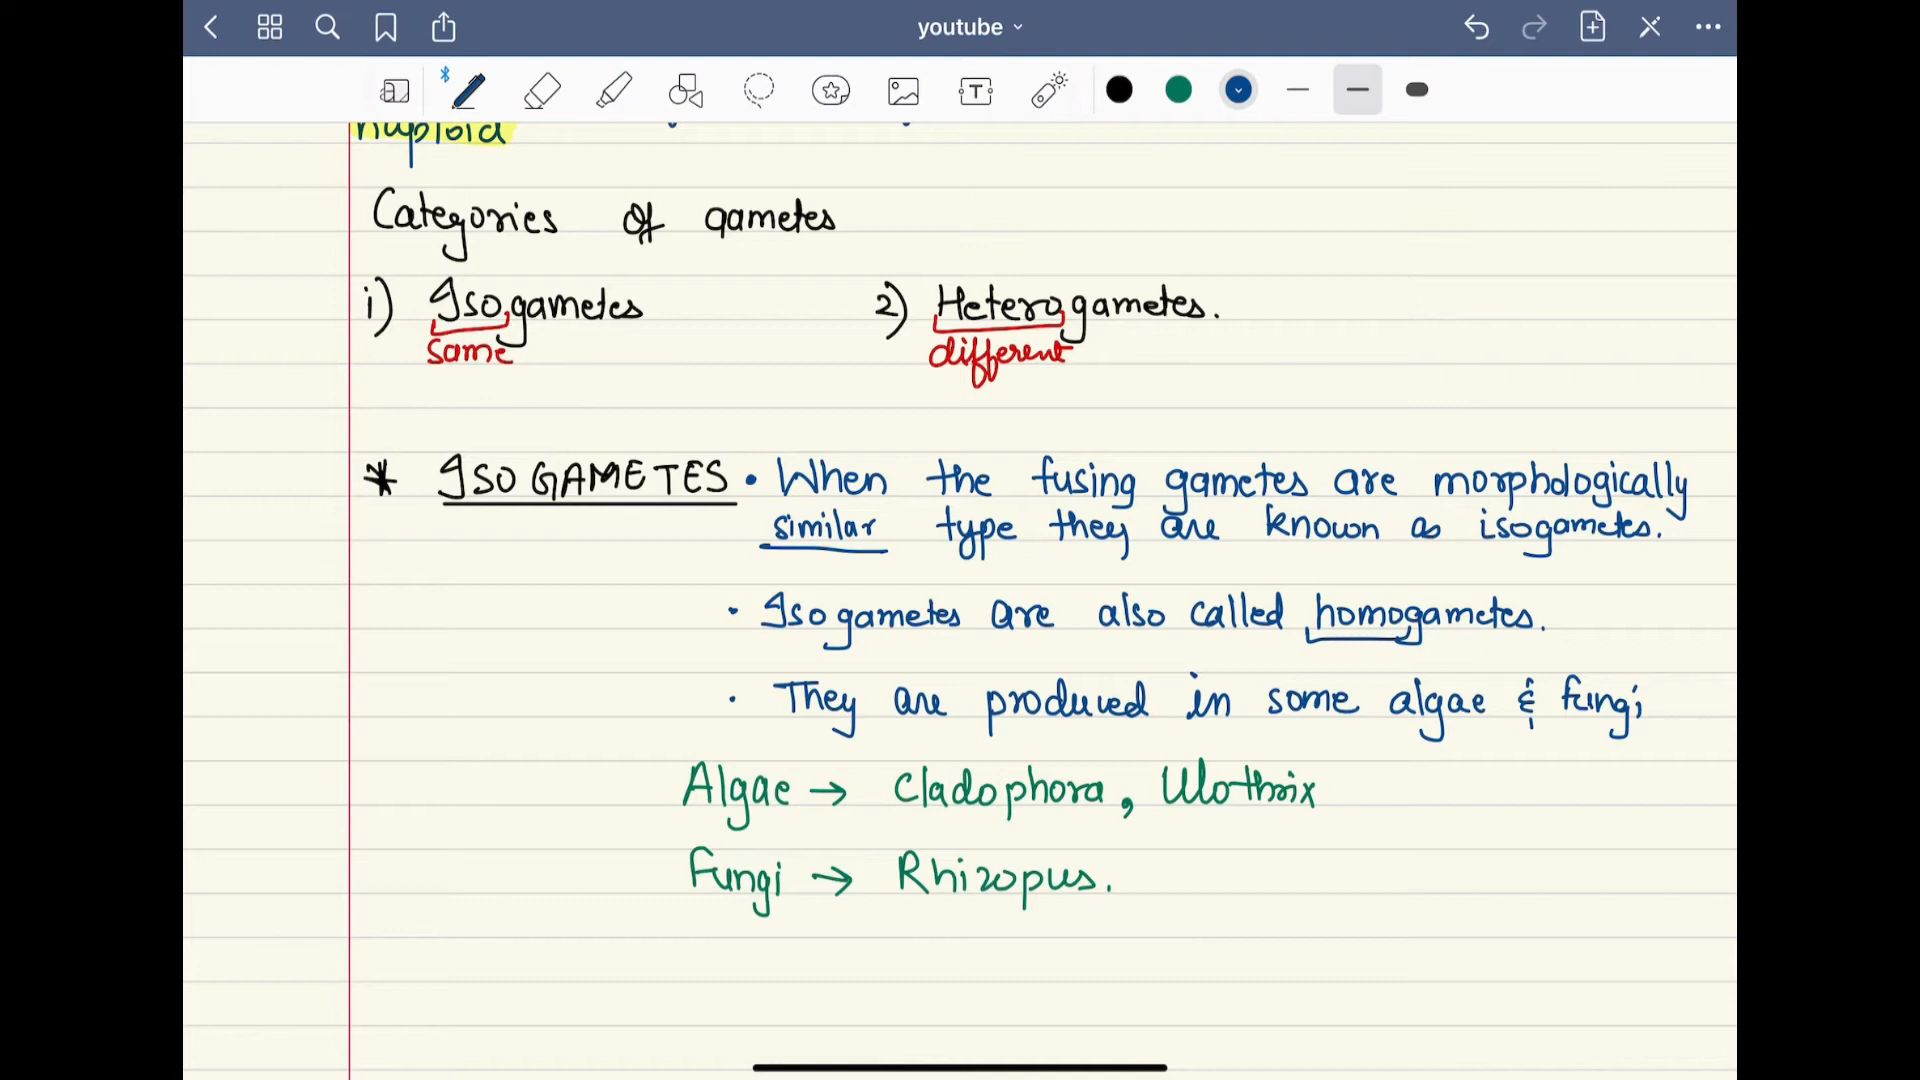 youtube
haploid
Categories of gametes
i) Isogametes 2) Heterogametes.
same different
* ISOGAMETES • When the fusing gametes are morphologically
similar type they are known as isogametes.
• Isogametes are also called homogametes.
• They are produced in some algae & fungi
Algae → Cladophora, Ulothrix
Fungi → Rhizopus.